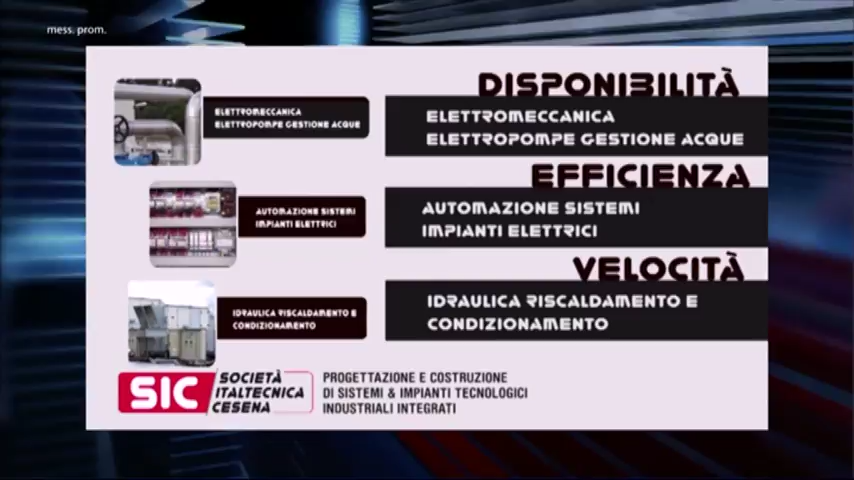 mess. prom.
DISPONIBILITÀ
ELETTROMECCANICA
ELETTROPOMPE GESTIONE ACQUE
ELETTROMECCANICA
ELETTROPOMPE GESTIONE ACQUE
EFFICIENZA
AUTOMAZIONE SISTEMI
IMPIANTI ELETTRICI
AUTOMAZIONE SISTEMI
IMPIANTI ELETTRICI
VELOCITÀ
IDRAULICA RISCALDAMENTO E
CONDIZIONAMENTO
IDRAULICA RISCALDAMENTO E
CONDIZIONAMENTO
SIC
SOCIETÀ
ITALTECNICA
CESENA
PROGETTAZIONE E COSTRUZIONE
DI SISTEMI & IMPIANTI TECNOLOGICI
INDUSTRIALI INTEGRATI